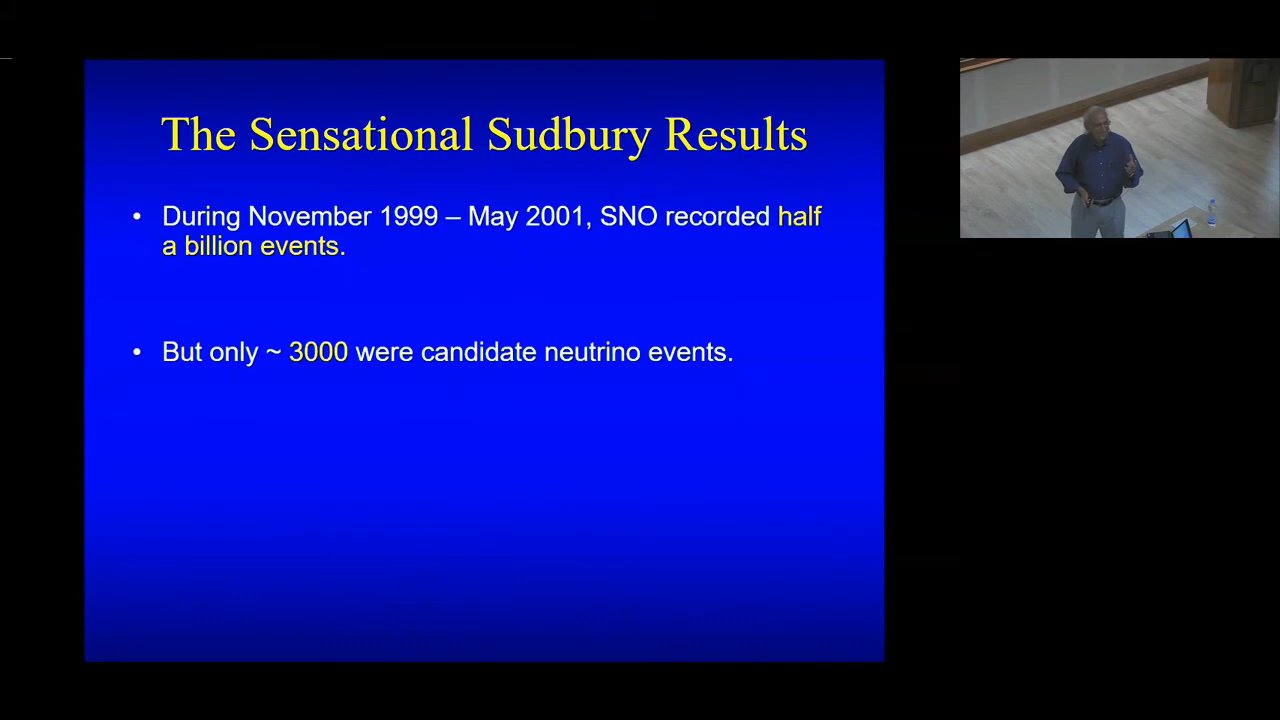 The Sensational Sudbury Results
• During November 1999 – May 2001, SNO recorded half
a billion events.
• But only ~ 3000 were candidate neutrino events.